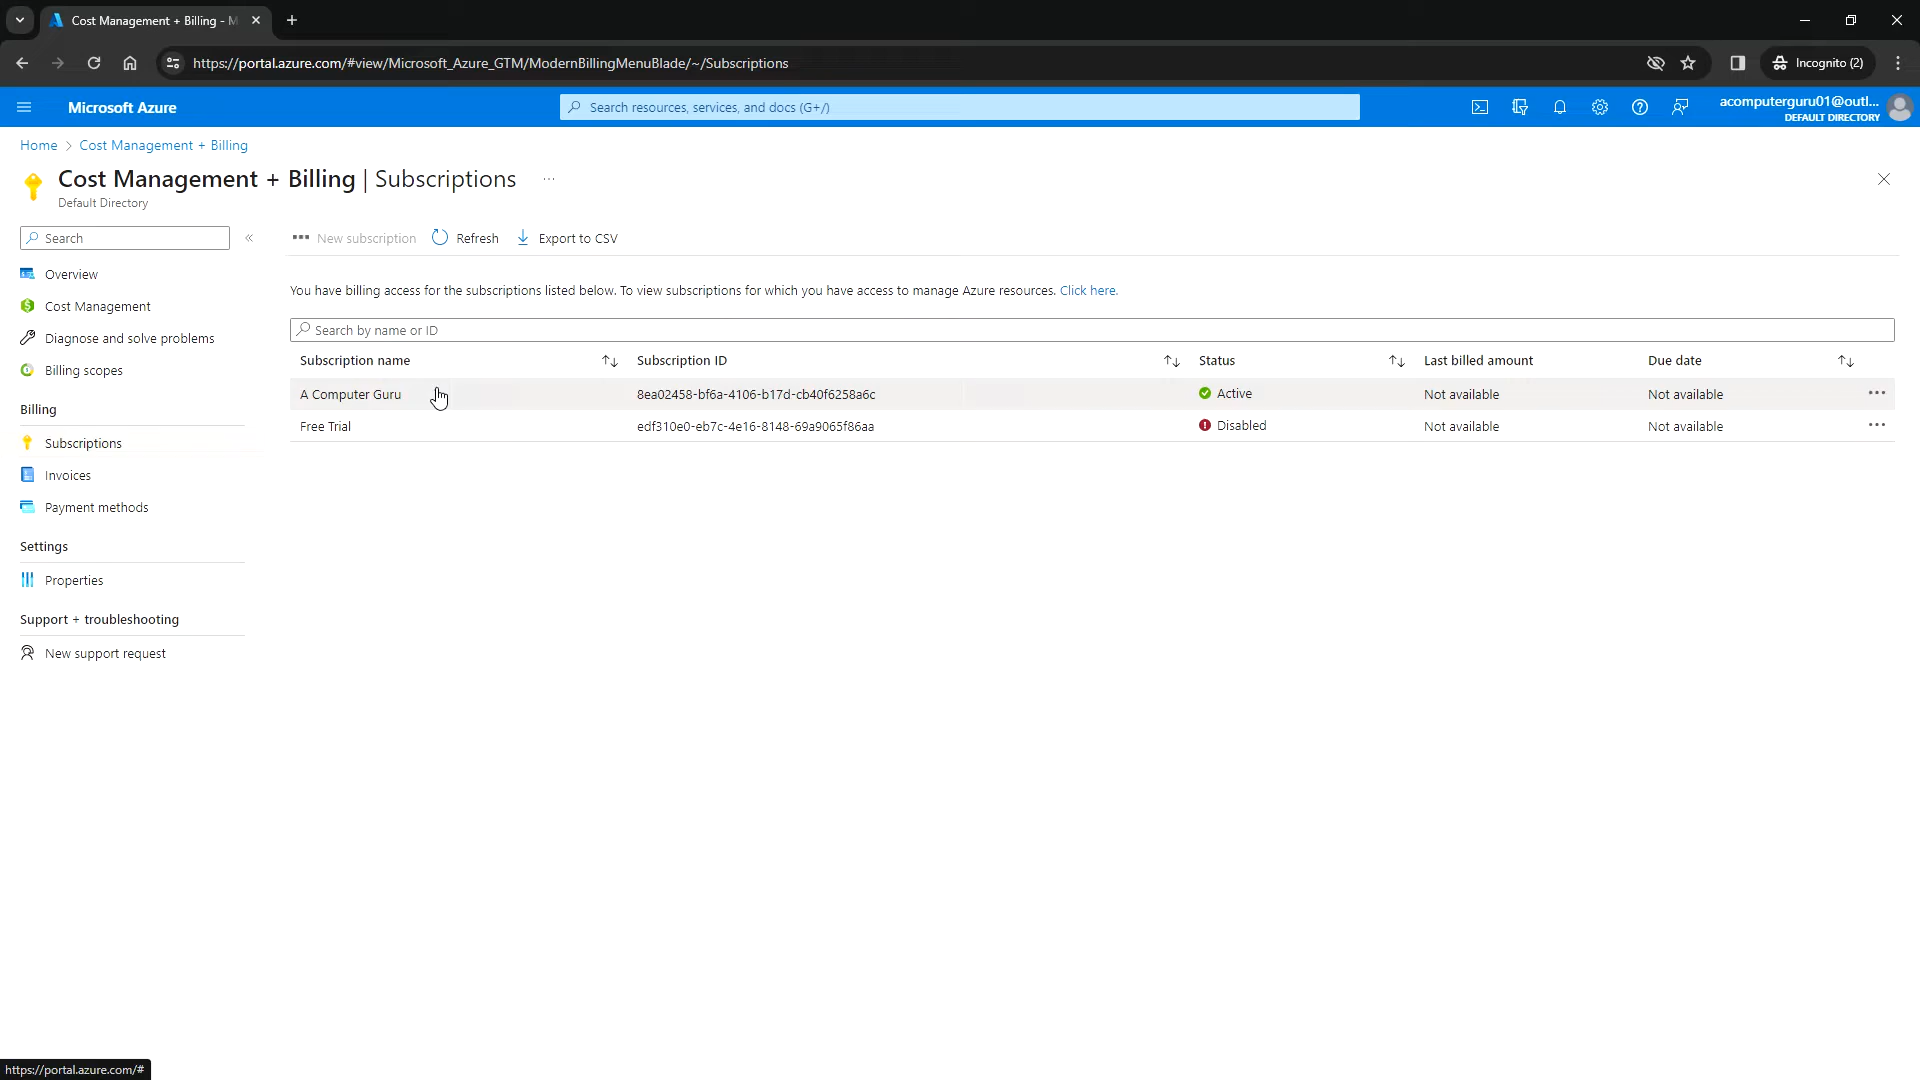 Cost Management + Billing - M
https://portal.azure.com/#view/Microsoft_Azure_GTM/ModernBillingMenuBlade/~/Subscriptions
Incognito (2)
Microsoft Azure
Search resources, services, and docs (G+/)
acomputerguru01@outl...
DEFAULT DIRECTORY
Home > Cost Management + Billing
Cost Management + Billing | Subscriptions ...
Default Directory
Search
«
New subscription
Refresh
Export to CSV
Overview
Cost Management
Diagnose and solve problems
Billing scopes
Billing
Subscriptions
Invoices
Payment methods
Settings
Properties
Support + troubleshooting
New support request
You have billing access for the subscriptions listed below. To view subscriptions for which you have access to manage Azure resources. Click here.
Search by name or ID
Subscription name Subscription ID Status Last billed amount Due date
A Computer Guru 8ea02458-bf6a-4106-b17d-cb40f6258a6c Active Not available Not available
Free Trial edf310e0-eb7c-4e16-8148-69a9065f86aa Disabled Not available Not available
https://portal.azure.com/#